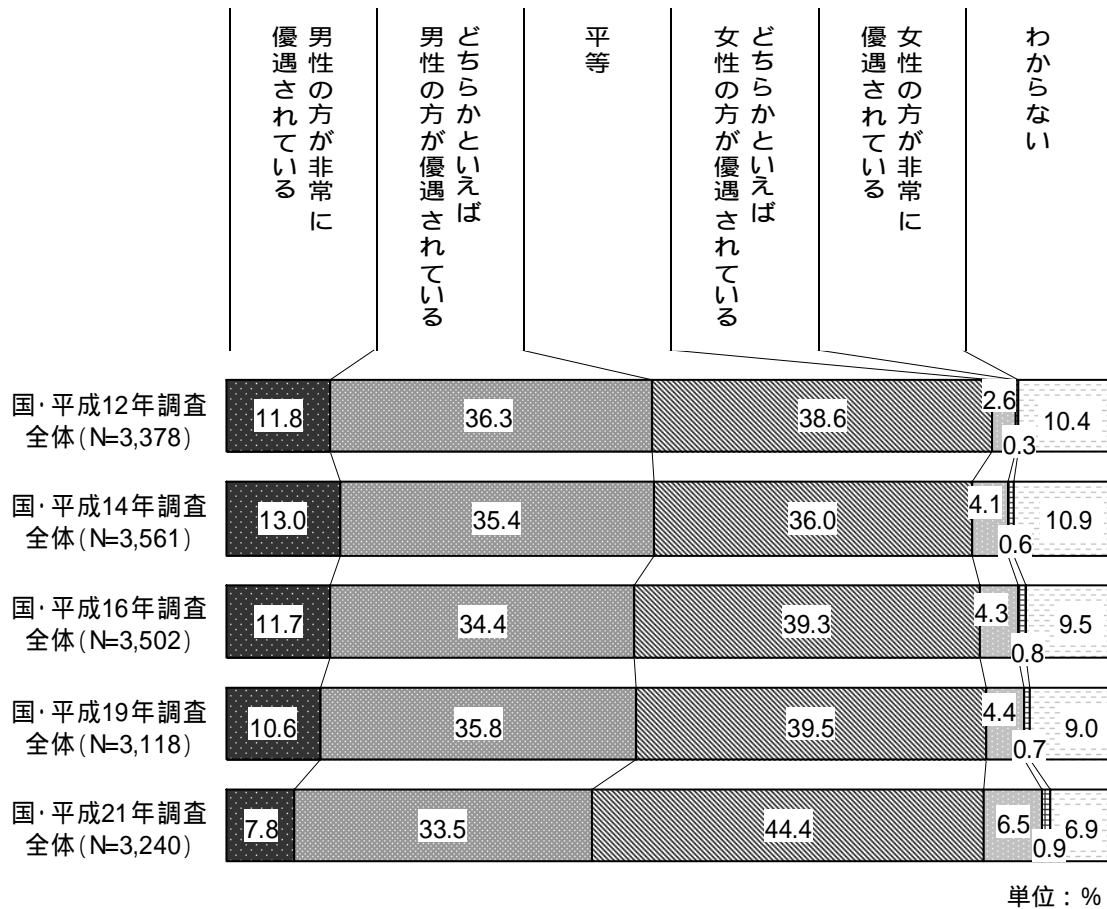 男性の方が非常に
優遇されている
どちらかといえば
男性の方が優遇されている
平等
どちらかといえば
女性の方が優遇されている
女性の方が非常に
優遇されている
わからない
国・平成12年調査
全体(N=3,378)
11.8
36.3
38.6
2.6
0.3
10.4
国・平成14年調査
全体(N=3,561)
13.0
35.4
36.0
4.1
0.6
10.9
国・平成16年調査
全体(N=3,502)
11.7
34.4
39.3
4.3
0.8
9.5
国・平成19年調査
全体(N=3,118)
10.6
35.8
39.5
4.4
0.7
9.0
国・平成21年調査
全体(N=3,240)
7.8
33.5
44.4
6.5
0.9
6.9
単位：%